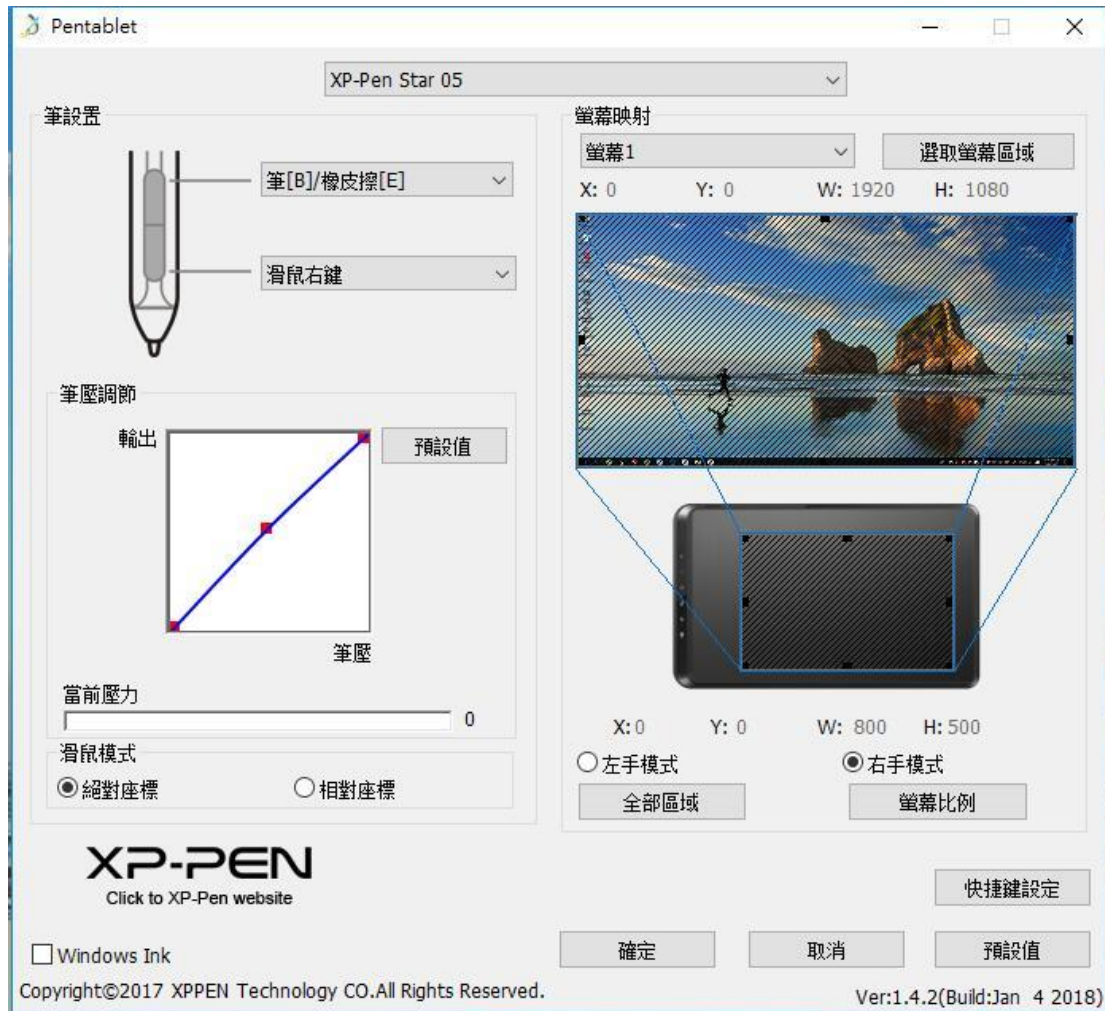 Pentablet
XP-Pen Star 05
筆設置
筆[B]/橡皮擦[E]
滑鼠右鍵
筆壓調節
輸出
預設值
筆壓
當前壓力
0
滑鼠模式
絕對座標
相對座標
螢幕映射
螢幕1
選取螢幕區域
X: 0 Y: 0 W: 1920 H: 1080
X: 0 Y: 0 W: 800 H: 500
左手模式
右手模式
全部區域
螢幕比例
XP-PEN
Click to XP-Pen website
快捷鍵設定
Windows Ink
確定
取消
預設值
Copyright©2017 XPPEN Technology CO.All Rights Reserved.
Ver:1.4.2(Build:Jan 4 2018)